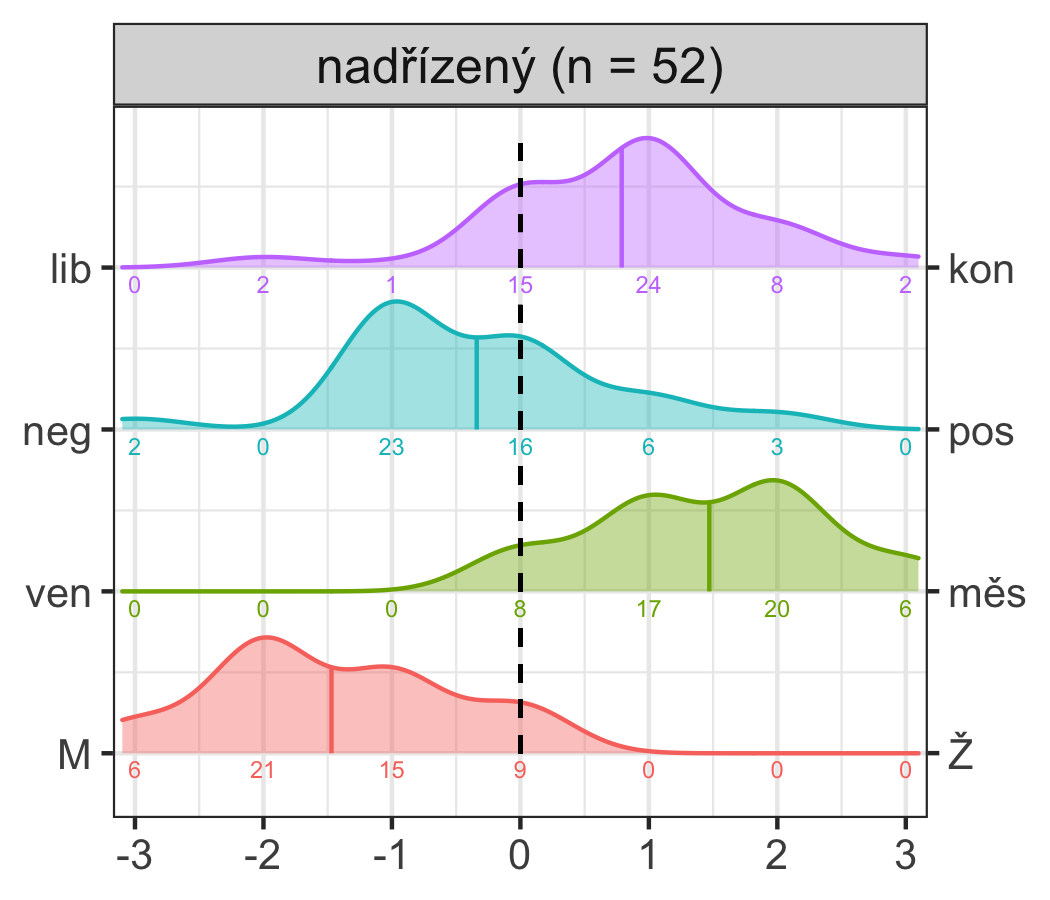 nadřízený (n = 52)
lib kon
0 2 1 15 24 8 2
neg pos
2 0 23 16 6 3 0
ven měs
0 0 0 8 17 20 6
M Ž
6 21 15 9 0 0 0
-3 -2 -1 0 1 2 3